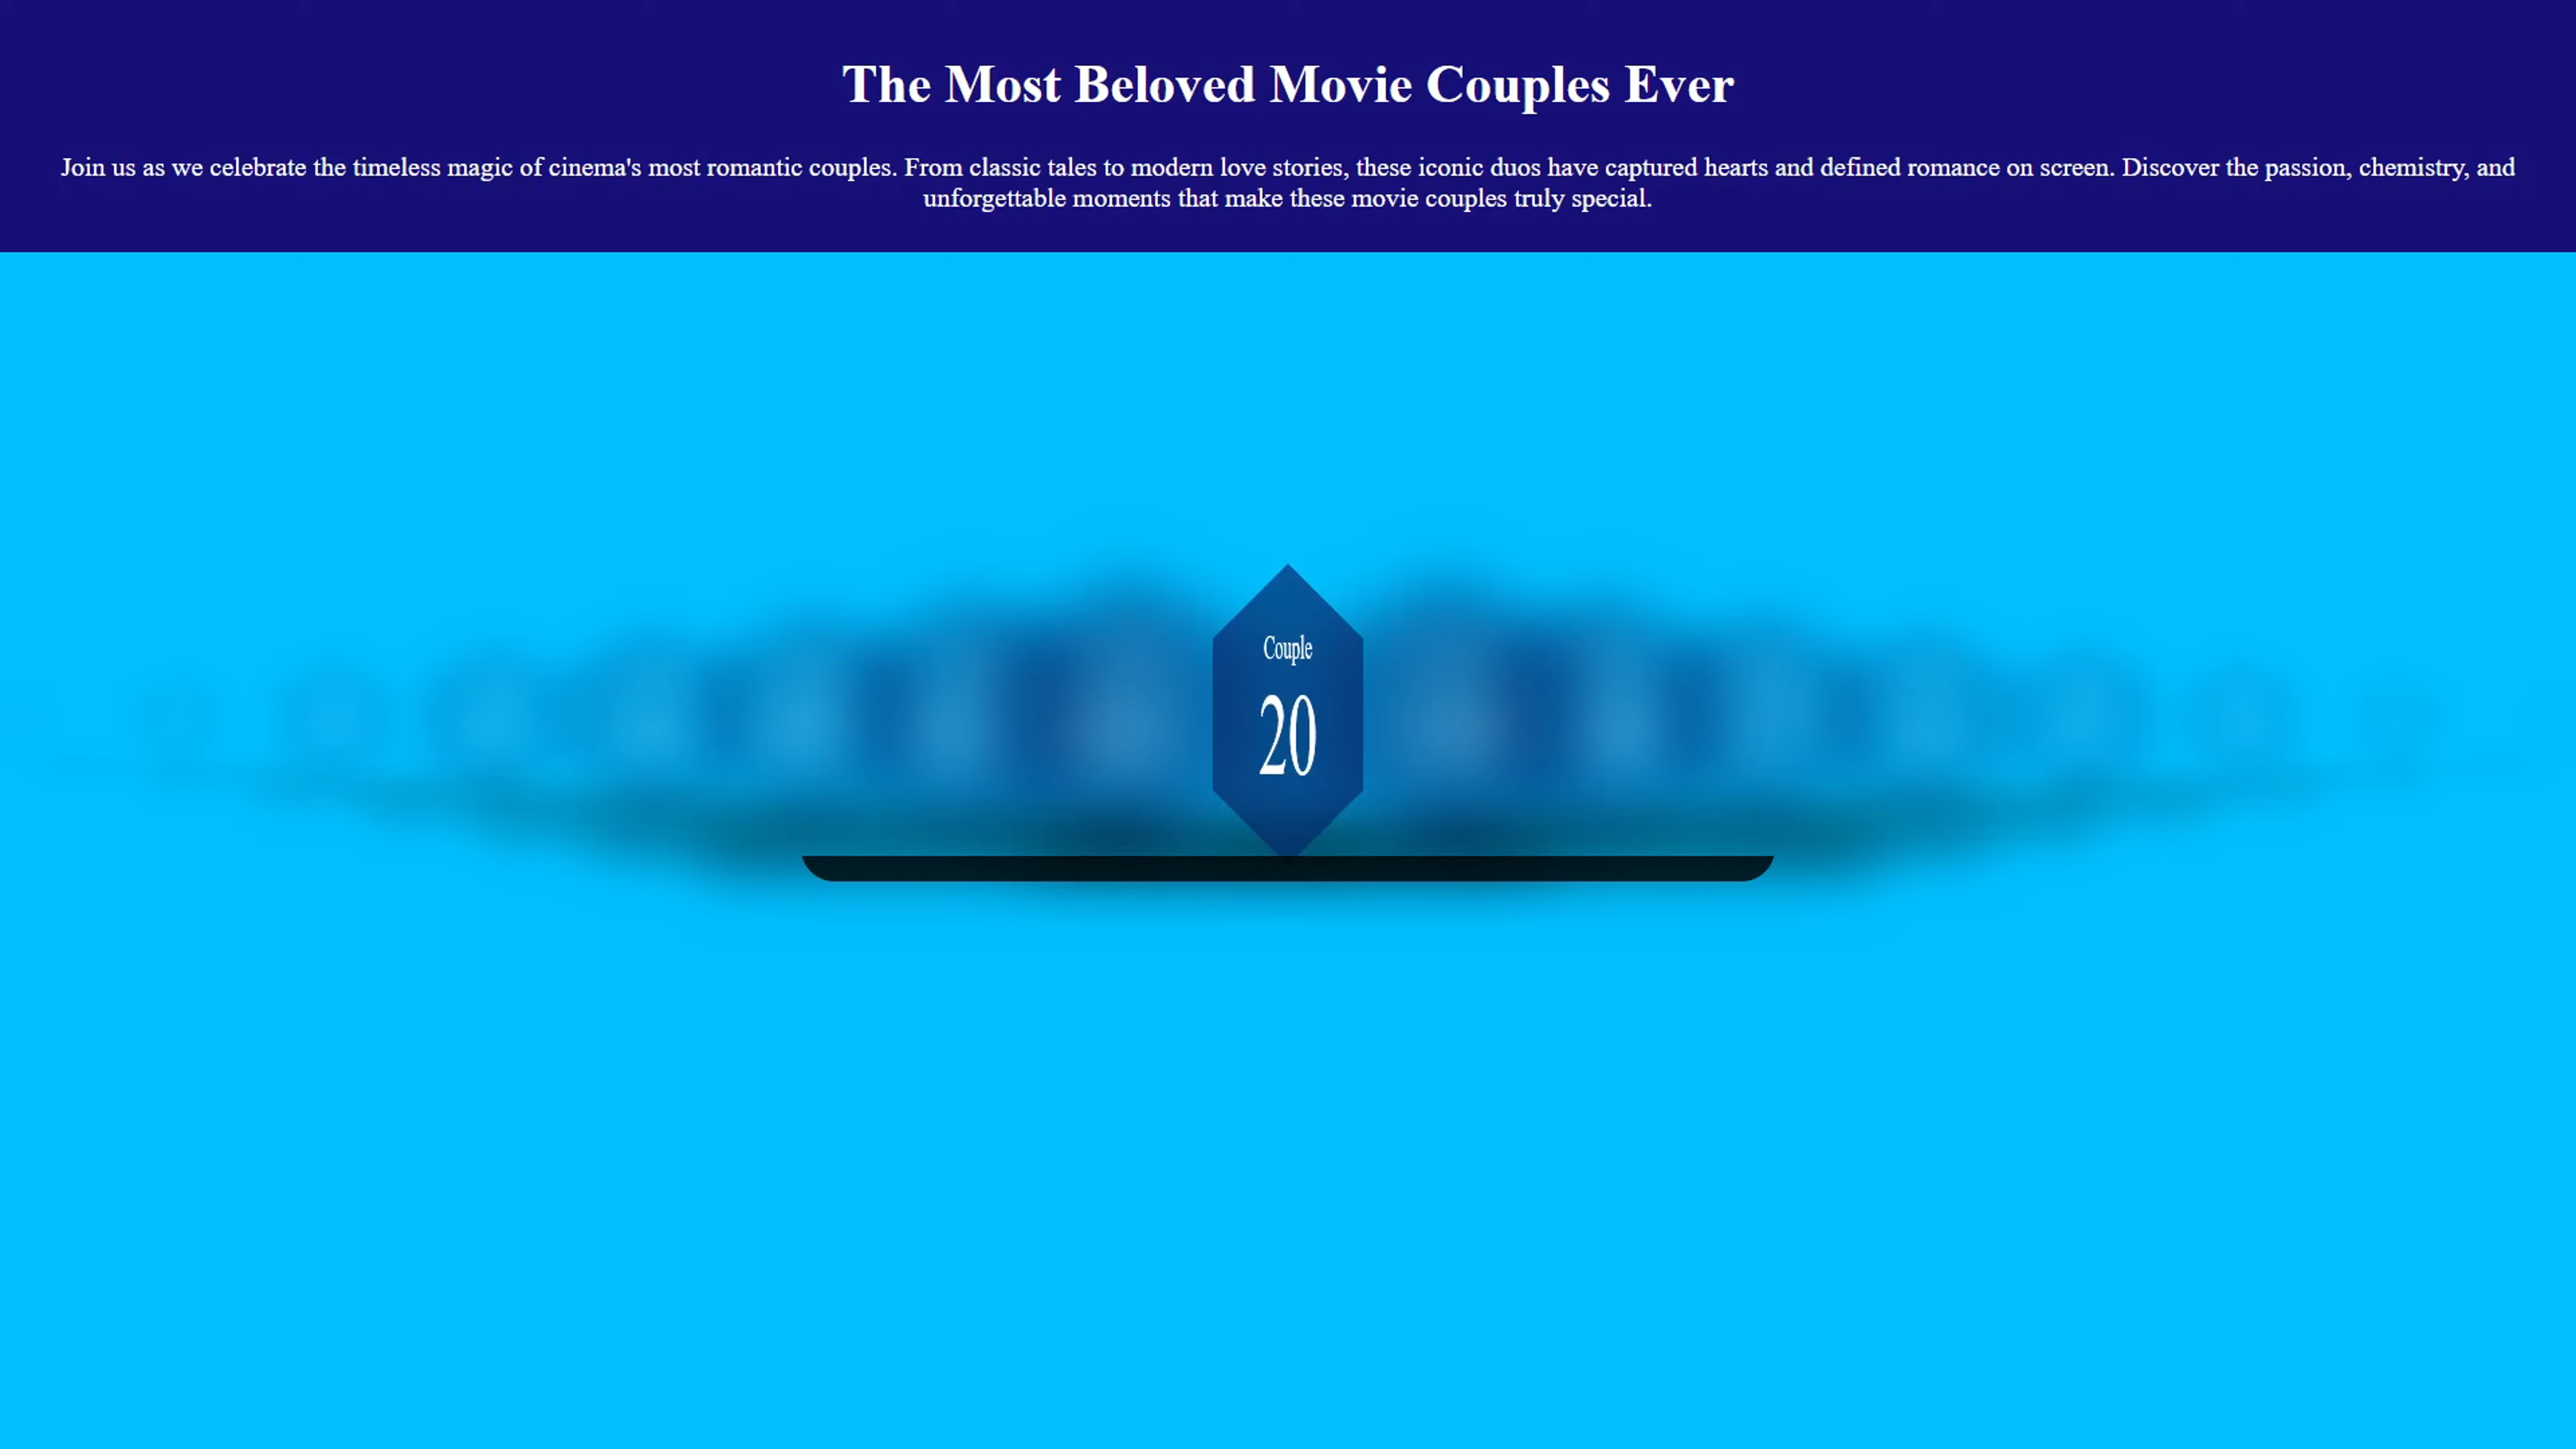 The Most Beloved Movie Couples Ever
Join us as we celebrate the timeless magic of cinema's most romantic couples. From classic tales to modern love stories, these iconic duos have captured hearts and defined romance on screen. Discover the passion, chemistry, and
unforgettable moments that make these movie couples truly special.
Couple
20